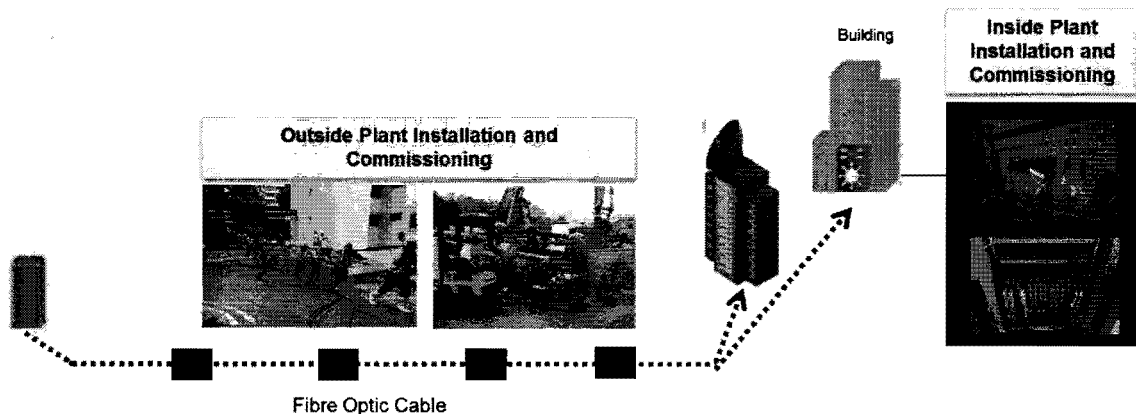 Building
Inside Plant
Installation and
Commissioning
Outside Plant Installation and
Commissioning
Fibre Optic Cable